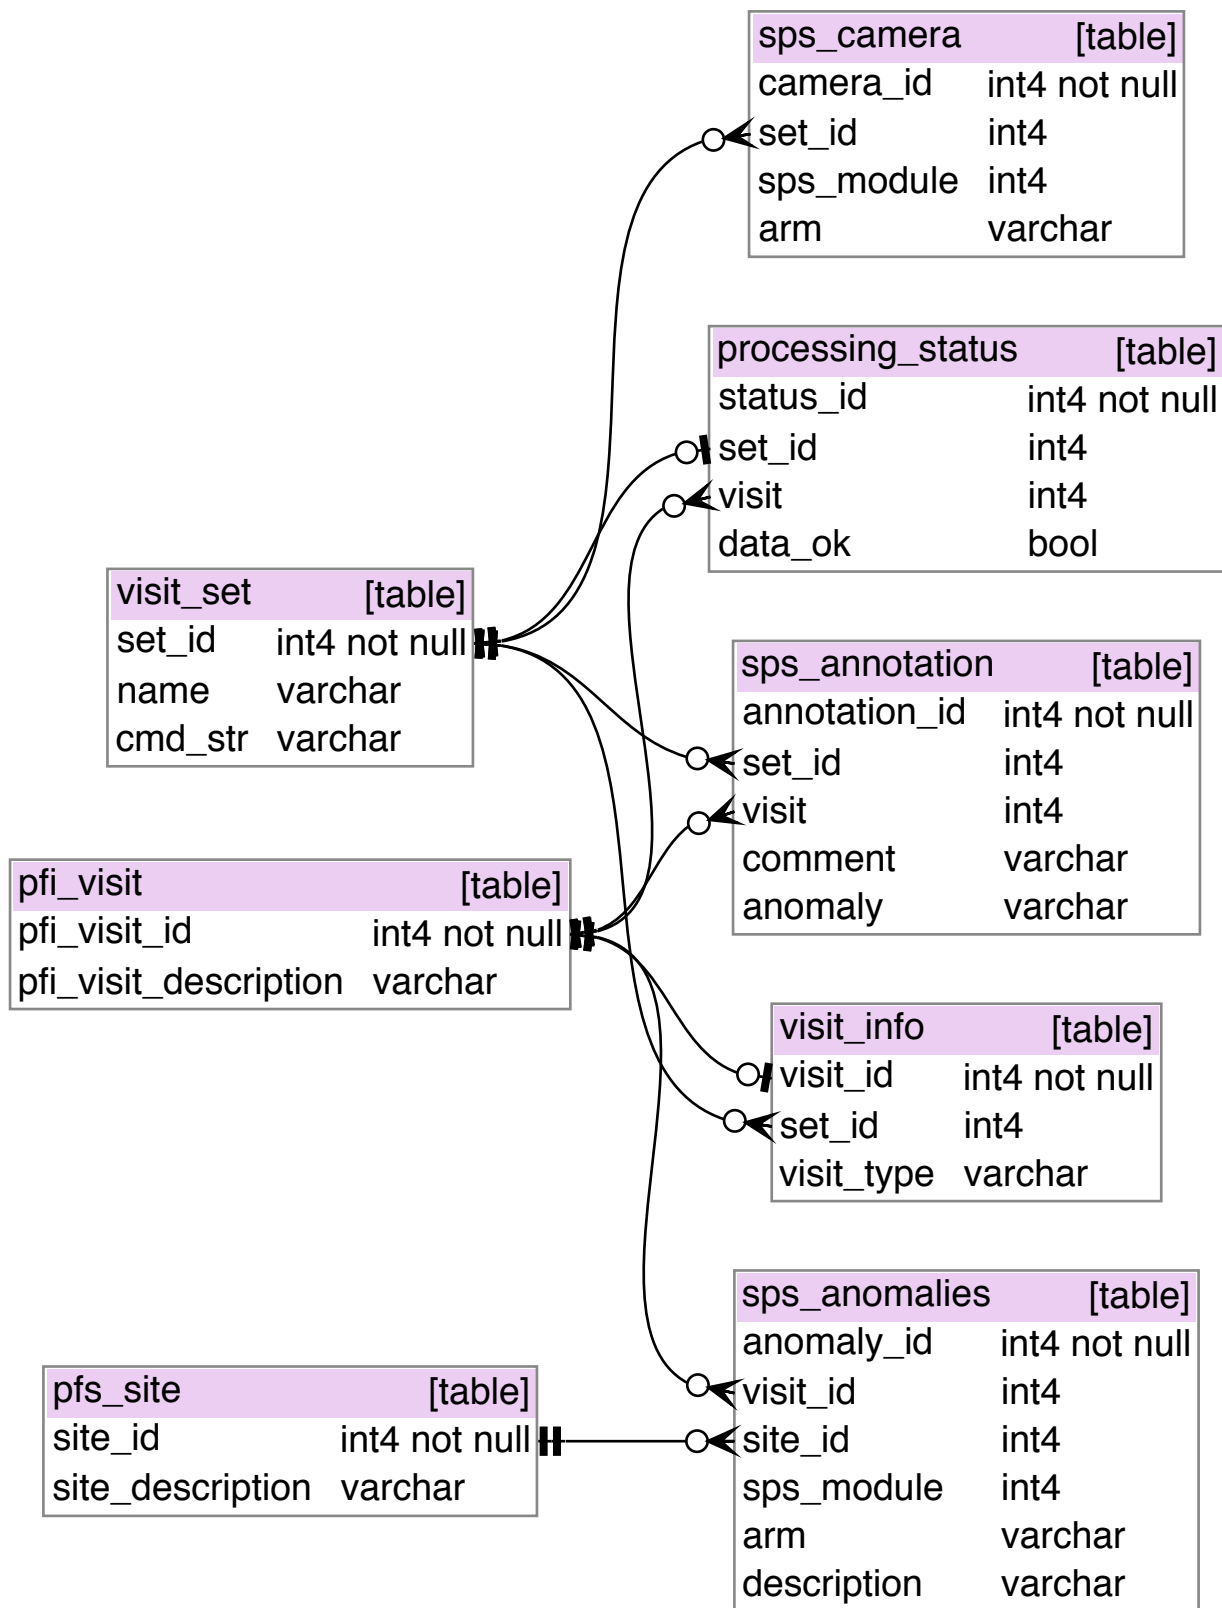 sps_camera [table]
camera_id int4 not null
set_id int4
sps_module int4
arm varchar
processing_status [table]
status_id int4 not null
set_id int4
visit int4
data_ok bool
visit_set [table]
set_id int4 not null
name varchar
cmd_str varchar
sps_annotation [table]
annotation_id int4 not null
set_id int4
visit int4
comment varchar
anomaly varchar
pfi_visit [table]
pfi_visit_id int4 not null
pfi_visit_description varchar
visit_info [table]
visit_id int4 not null
set_id int4
visit_type varchar
sps_anomalies [table]
anomaly_id int4 not null
visit_id int4
site_id int4
sps_module int4
arm varchar
description varchar
pfs_site [table]
site_id int4 not null
site_description varchar